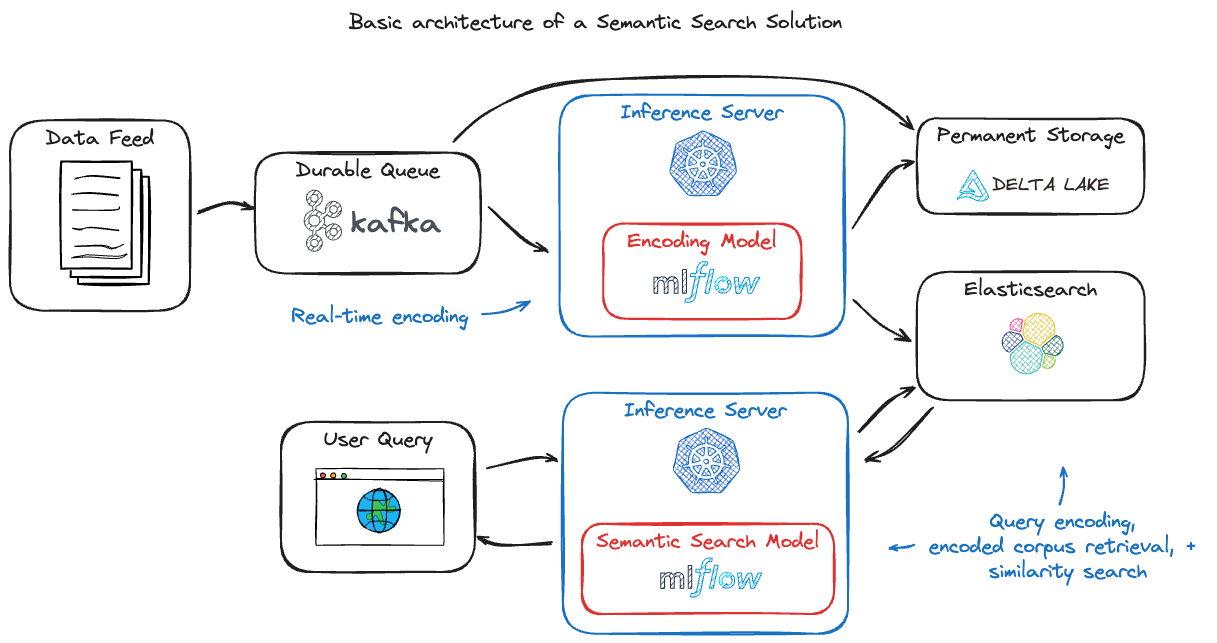 Basic architecture of a Semantic Search Solution
Data Feed
Durable Queue
kafka
Real-time encoding
Inference Server
Encoding Model
mlflow
Permanent Storage
DELTA LAKE
Elasticsearch
User Query
Inference Server
Semantic Search Model
mlflow
Query encoding,
encoded corpus retrieval, +
similarity search